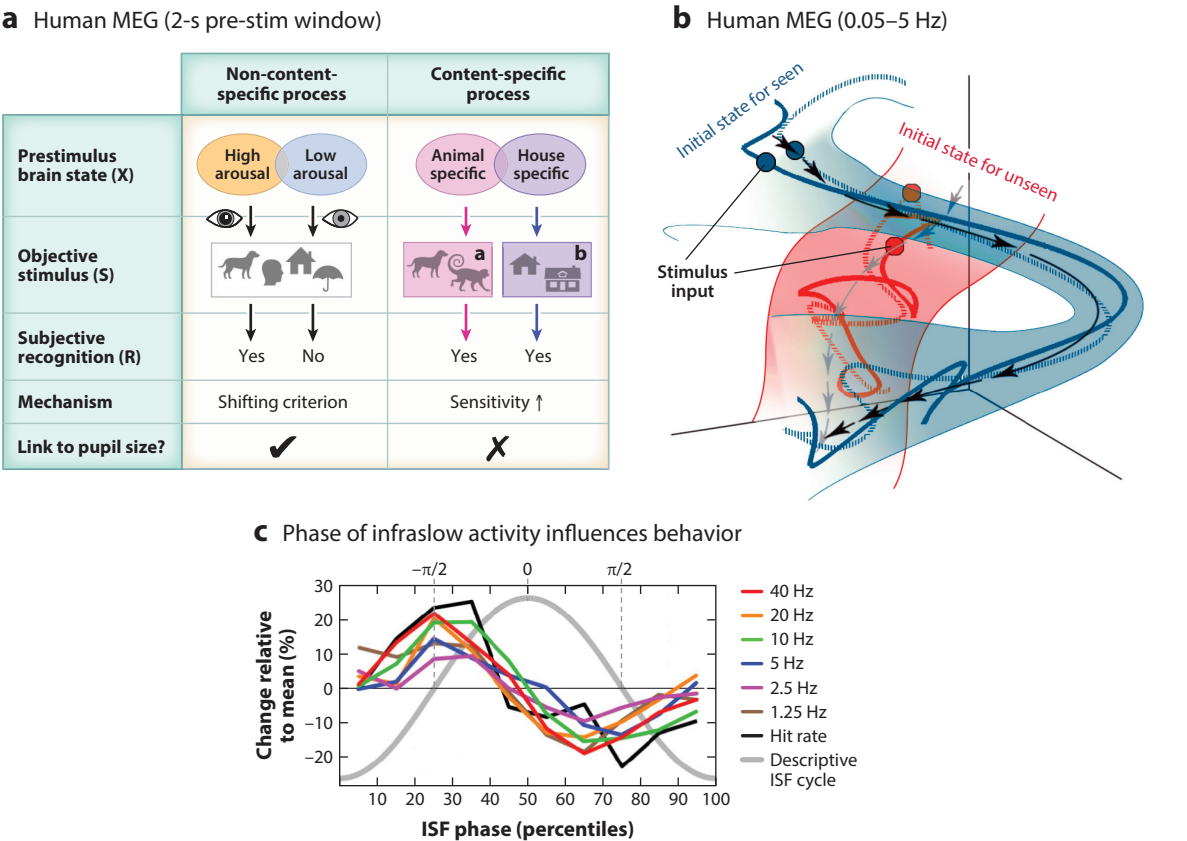 a Human MEG (2-s pre-stim window)
Non-content-
specific process
Content-specific
process
Prestimulus
brain state (X)
High
arousal
Low
arousal
Animal
specific
House
specific
Objective
stimulus (S)
a
b
Subjective
recognition (R)
Yes
No
Yes
Yes
Mechanism
Shifting criterion
Sensitivity ↑
Link to pupil size?
✔
✗
b Human MEG (0.05–5 Hz)
Initial state for seen
Initial state for unseen
Stimulus
input
c Phase of infraslow activity influences behavior
−π/2
0
π/2
Change relative
to mean (%)
30
20
10
0
−10
−20
10 20 30 40 50 60 70 80 90 100
ISF phase (percentiles)
40 Hz
20 Hz
10 Hz
5 Hz
2.5 Hz
1.25 Hz
Hit rate
Descriptive
ISF cycle